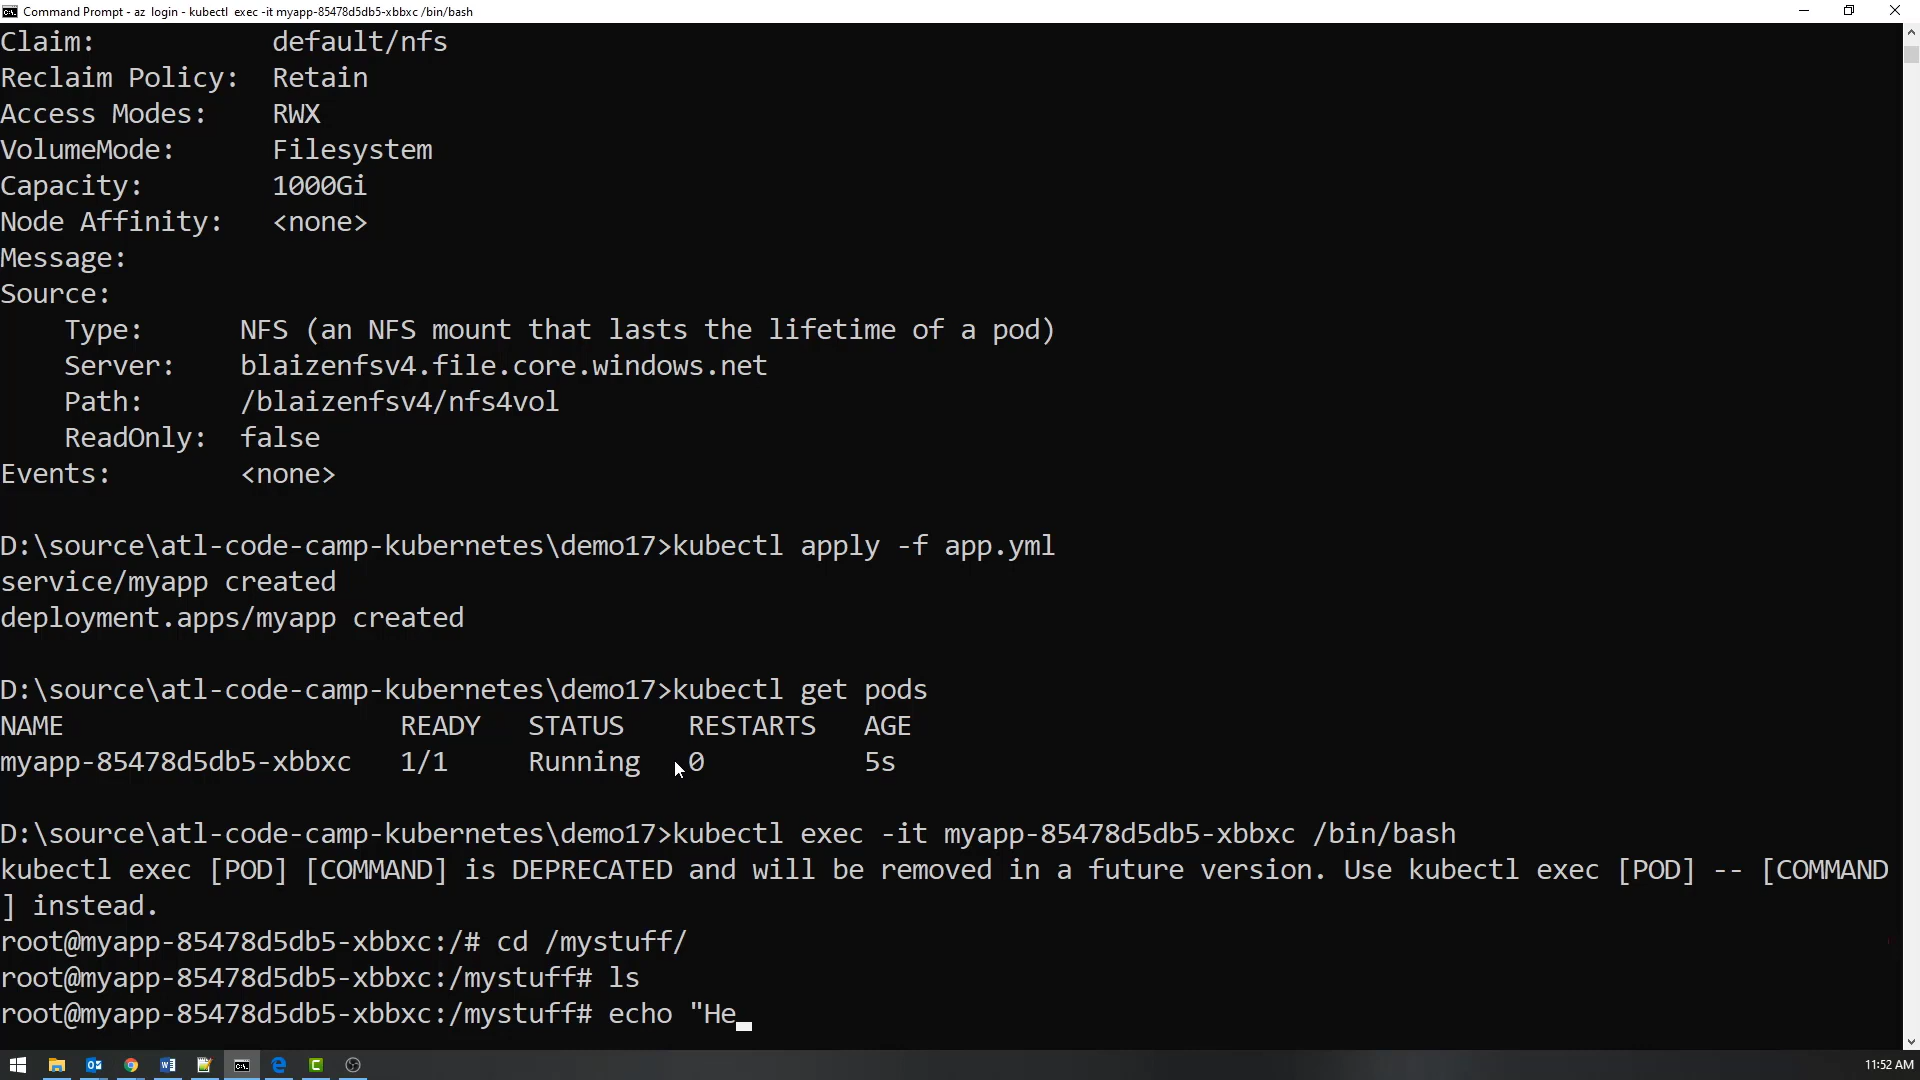 Command Prompt - az  login - kubectl  exec -it myapp-85478d5db5-xbbxc /bin/bash
Claim:           default/nfs
Reclaim Policy:  Retain
Access Modes:    RWX
VolumeMode:      Filesystem
Capacity:        1000Gi
Node Affinity:   <none>
Message:
Source:
    Type:      NFS (an NFS mount that lasts the lifetime of a pod)
    Server:    blaizenfsv4.file.core.windows.net
    Path:      /blaizenfsv4/nfs4vol
    ReadOnly:  false
Events:        <none>
D:\source\atl-code-camp-kubernetes\demo17>kubectl apply -f app.yml
service/myapp created
deployment.apps/myapp created
D:\source\atl-code-camp-kubernetes\demo17>kubectl get pods
NAME                     READY   STATUS    RESTARTS   AGE
myapp-85478d5db5-xbbxc   1/1     Running   0          5s
D:\source\atl-code-camp-kubernetes\demo17>kubectl exec -it myapp-85478d5db5-xbbxc /bin/bash
kubectl exec [POD] [COMMAND] is DEPRECATED and will be removed in a future version. Use kubectl exec [POD] -- [COMMAND
] instead.
root@myapp-85478d5db5-xbbxc:/# cd /mystuff/
root@myapp-85478d5db5-xbbxc:/mystuff# ls
root@myapp-85478d5db5-xbbxc:/mystuff# echo "He
11:52 AM